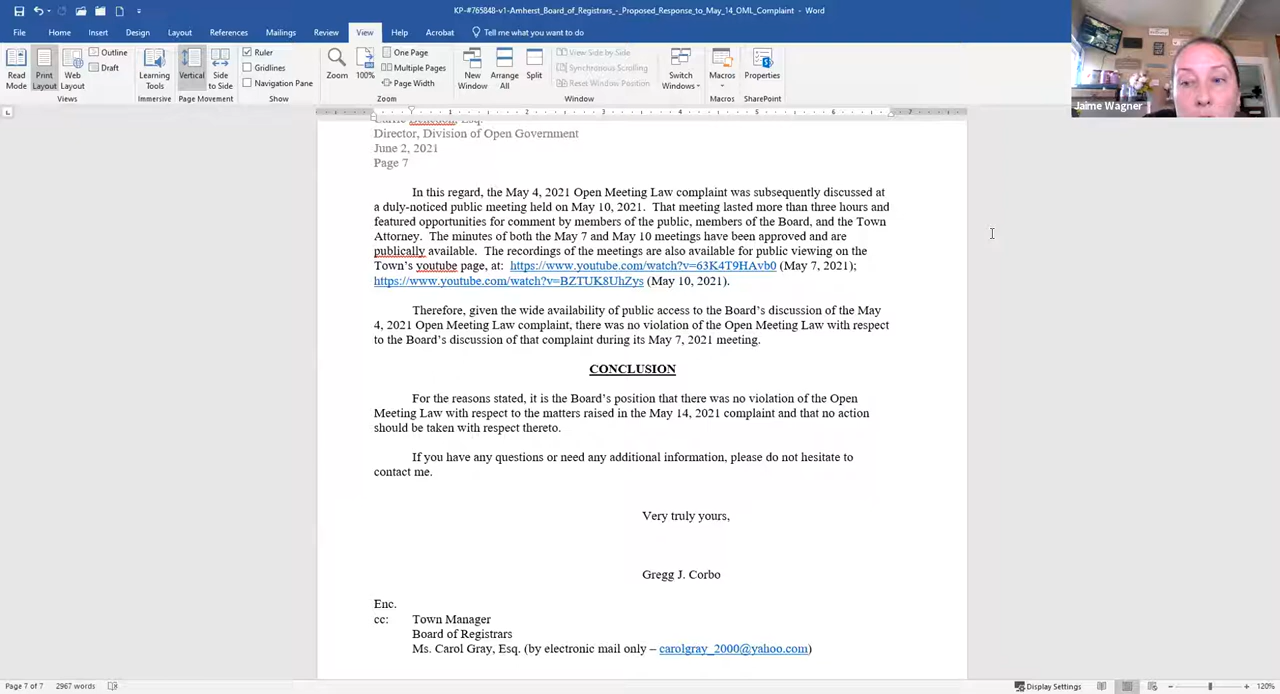 KP-#765848-v1-Amherst_Board_of_Registrars_-_Proposed_Response_to_May_14_OML_Complaint - Word
File Home Insert Design Layout References Mailings Review View Help Acrobat Tell me what you want to do
Read Mode
Print Layout
Web Layout
Outline
Draft
Views
Learning Tools
Immersive
Vertical
Side to Side
Page Movement
Ruler
Gridlines
Navigation Pane
Show
Zoom
100%
One Page
Multiple Pages
Page Width
Zoom
New Window
Arrange All
Split
View Side by Side
Synchronous Scrolling
Reset Window Position
Switch Windows
Window
Macros
Macros
Properties
SharePoint
Jaime Wagner
Director, Division of Open Government
June 2, 2021
Page 7
In this regard, the May 4, 2021 Open Meeting Law complaint was subsequently discussed at
a duly-noticed public meeting held on May 10, 2021. That meeting lasted more than three hours and
featured opportunities for comment by members of the public, members of the Board, and the Town
Attorney. The minutes of both the May 7 and May 10 meetings have been approved and are
publically available. The recordings of the meetings are also available for public viewing on the
Town's youtube page, at: https://www.youtube.com/watch?v=63K4T9HAvb0 (May 7, 2021);
https://www.youtube.com/watch?v=BZTUK8UhZys (May 10, 2021).
Therefore, given the wide availability of public access to the Board's discussion of the May
4, 2021 Open Meeting Law complaint, there was no violation of the Open Meeting Law with respect
to the Board's discussion of that complaint during its May 7, 2021 meeting.
CONCLUSION
For the reasons stated, it is the Board's position that there was no violation of the Open
Meeting Law with respect to the matters raised in the May 14, 2021 complaint and that no action
should be taken with respect thereto.
If you have any questions or need any additional information, please do not hesitate to
contact me.
Very truly yours,
Gregg J. Corbo
Enc.
cc: Town Manager
Board of Registrars
Ms. Carol Gray, Esq. (by electronic mail only – carolgray_2000@yahoo.com)
Page 7 of 7 2967 words
Display Settings
120%